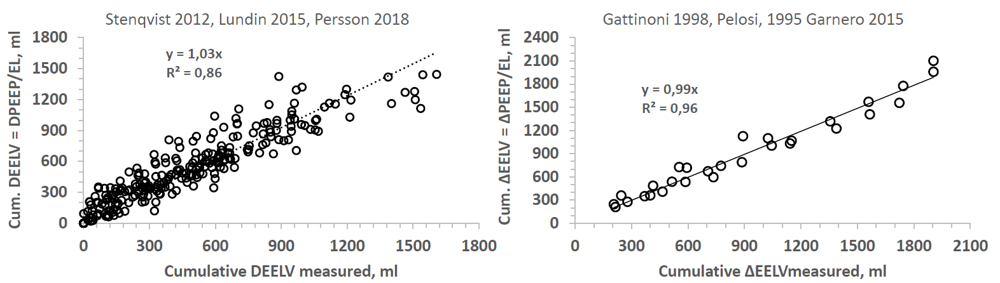 Stenqvist 2012, Lundin 2015, Persson 2018
Cum. DEELV = DPEEP/EL, ml
1800
1500
1200
900
600
300
0
y = 1,03x
R² = 0,86
0 300 600 900 1200 1500 1800
Cumulative DEELV measured, ml
Gattinoni 1998, Pelosi, 1995 Garnero 2015
Cum. ΔEELV = ΔPEEP/EL, ml
2400
2100
1800
1500
1200
900
600
300
0
y = 0,99x
R² = 0,96
0 300 600 900 1200 1500 1800 2100
Cumulative ΔEELVmeasured, ml